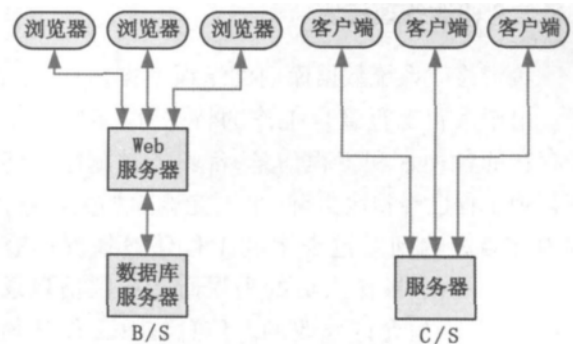 浏览器 浏览器 浏览器 客户端 客户端 客户端
Web
服务器
数据库
服务器
服务器
B/S
C/S